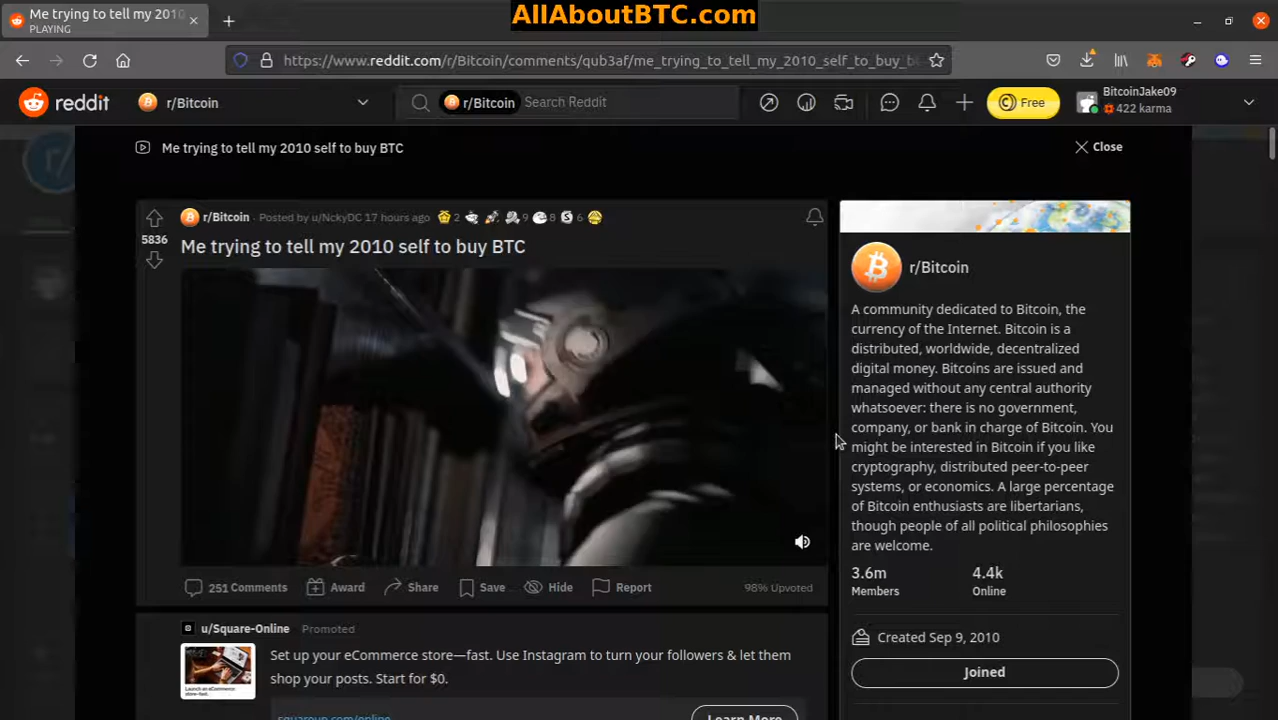 AllAboutBTC.com
Me trying to tell my 2010
PLAYING
https://www.reddit.com/r/Bitcoin/comments/qub3af/me_trying_to_tell_my_2010_self_to_buy_b
reddit
r/Bitcoin
r/Bitcoin Search Reddit
Free
BitcoinJake09
422 karma
Me trying to tell my 2010 self to buy BTC
Close
r/Bitcoin · Posted by u/NckyDC 17 hours ago 2 9 8 S 6
5836
Me trying to tell my 2010 self to buy BTC
251 Comments Award Share Save Hide Report 98% Upvoted
u/Square-Online Promoted
Set up your eCommerce store—fast. Use Instagram to turn your followers & let them
shop your posts. Start for $0.
squareup.com/online
Learn More
r/Bitcoin
A community dedicated to Bitcoin, the
currency of the Internet. Bitcoin is a
distributed, worldwide, decentralized
digital money. Bitcoins are issued and
managed without any central authority
whatsoever: there is no government,
company, or bank in charge of Bitcoin. You
might be interested in Bitcoin if you like
cryptography, distributed peer-to-peer
systems, or economics. A large percentage
of Bitcoin enthusiasts are libertarians,
though people of all political philosophies
are welcome.
3.6m 4.4k
Members Online
Created Sep 9, 2010
Joined